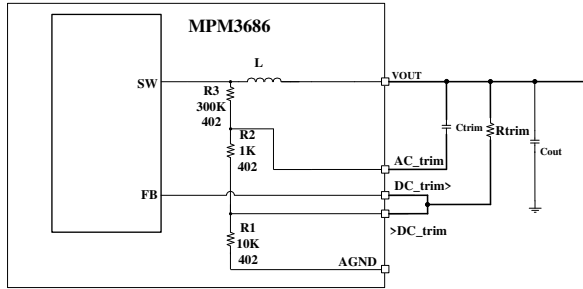 MPM3686
SW
L
VOUT
R3
300K
402
Ctrim
Rtrim
R2
1K
402
Cout
AC_trim
FB
DC_trim>
>DC_trim
R1
10K
402
AGND